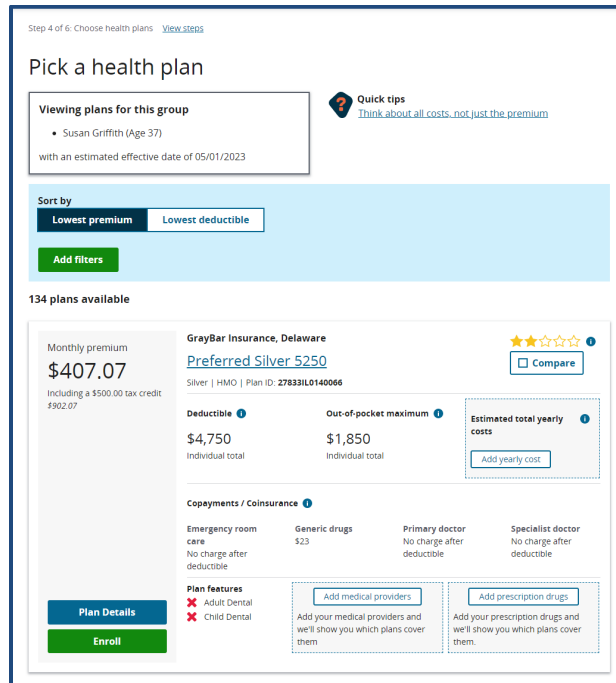 Step 4 of 6: Choose health plans View steps
Pick a health plan
Viewing plans for this group
• Susan Griffith (Age 37)
with an estimated effective date of 05/01/2023
?
Quick tips
Think about all costs, not just the premium
Sort by
Lowest premium Lowest deductible
Add filters
134 plans available
Monthly premium
$407.07
Including a $500.00 tax credit
$902.07
Plan Details
Enroll
GrayBar Insurance, Delaware
Preferred Silver 5250
Silver | HMO | Plan ID: 27833IL0140066
Compare
Deductible
$4,750
Individual total
Out-of-pocket maximum
$1,850
Individual total
Estimated total yearly
costs
Add yearly cost
Copayments / Coinsurance
Emergency room
care
No charge after
deductible
Generic drugs
$23
Primary doctor
No charge after
deductible
Specialist doctor
No charge after
deductible
Plan features
Adult Dental
Child Dental
Add medical providers
Add your medical providers and
we'll show you which plans cover
them
Add prescription drugs
Add your prescription drugs and
we'll show you which plans cover
them.